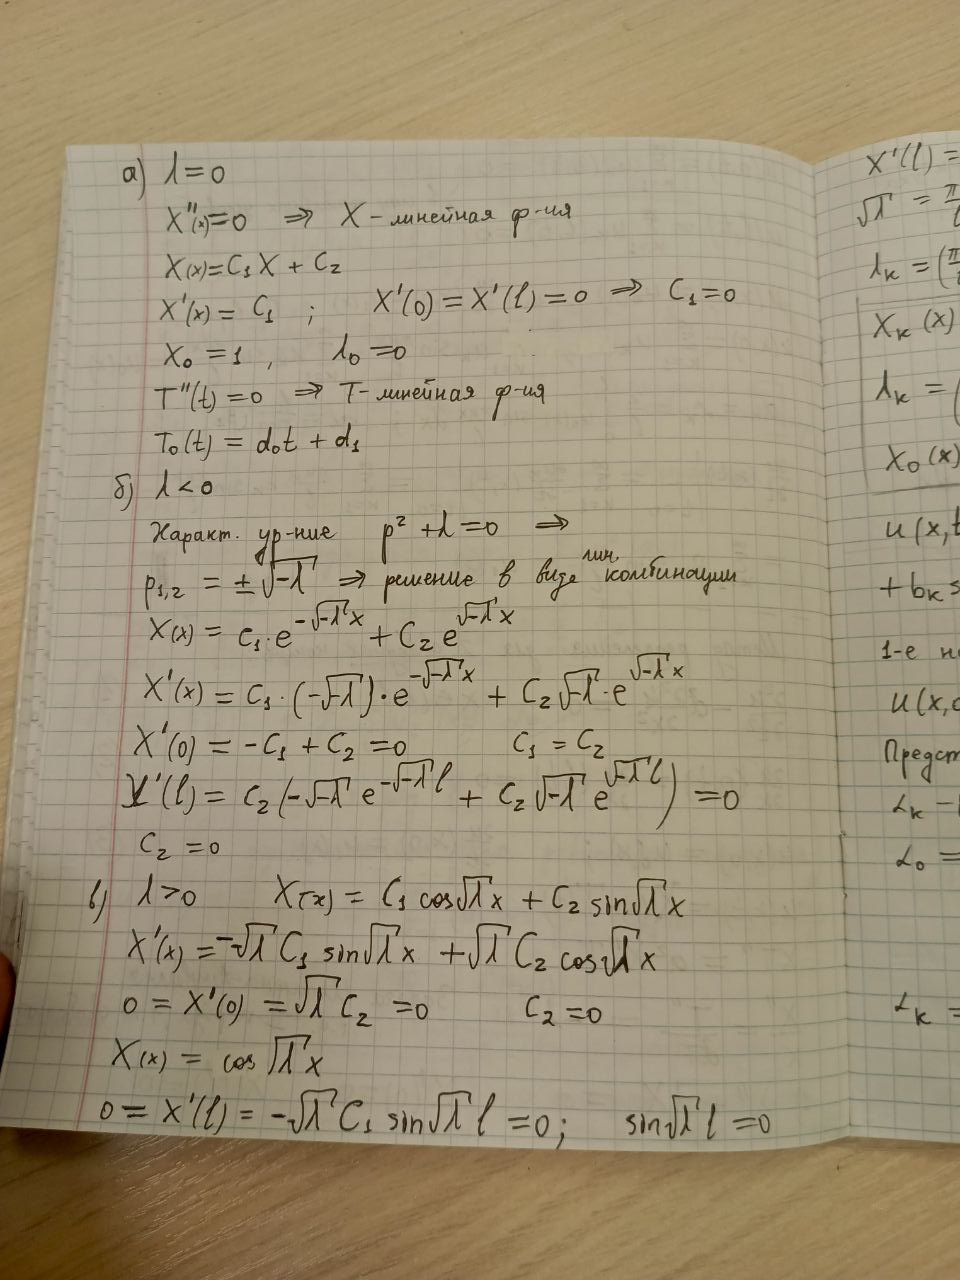 а) λ=0
X''(x)=0 ⇒ X - линейная ф-ия
X(x)=C₁X + C₂
X'(x) = C₁ ; X'(0) = X'(l) = 0 ⇒ C₁=0
X₀ = 1 , λ₀ = 0
T''(t) = 0 ⇒ T-линейная ф-ия
T₀(t) = d₀t + d₁
б) λ < 0
Характ. ур-ние p² + λ = 0 ⇒
p₁,₂ = ±√-λ ⇒ решение в виде лин. комбинации
X(x) = C₁·e^(-√-λ x) + C₂ e^(√-λ x)
X'(x) = C₁·(-√-λ)·e^(-√-λ x) + C₂√-λ·e^(√-λ x)
X'(0) = -C₁ + C₂ = 0 C₁ = C₂
X'(l) = C₂(-√-λ e^(-√-λ l) + C₂√-λ e^(√-λ l)) = 0
C₂ = 0
в) λ>0 X(x) = C₁ cos√λ x + C₂ sin√λ x
X'(x) = -√λ C₁ sin√λ x + √λ C₂ cos√λ x
0 = X'(0) = √λ C₂ = 0 C₂ = 0
X(x) = cos √λ x
0 = X'(l) = -√λ C₁ sin√λ l = 0; sin√λ l = 0
X'(l) =
√λ = π
λₖ = (π
Xₖ(x)
λₖ = (
X₀(x)
u(x,t
+ bₖ s
1-е н
u(x,0
Предст
αₖ -
α₀ =
αₖ =